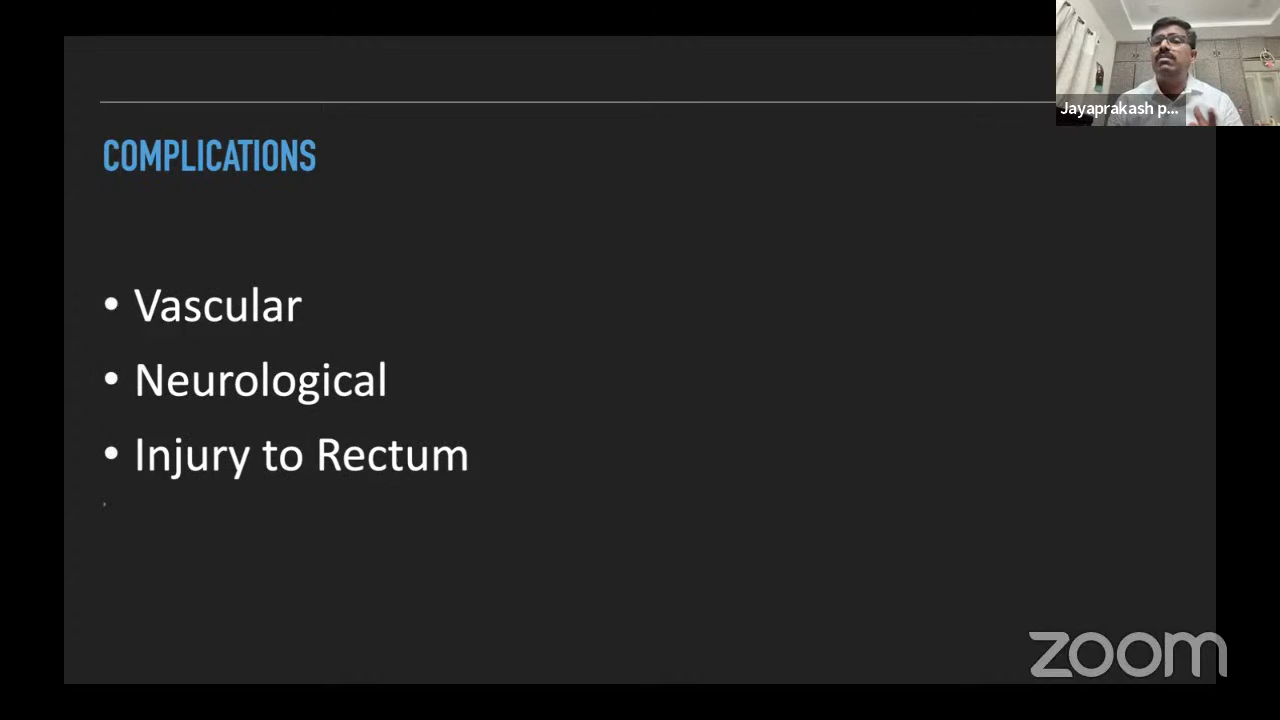 Jayaprakash p...
COMPLICATIONS
• Vascular
• Neurological
• Injury to Rectum
zoom